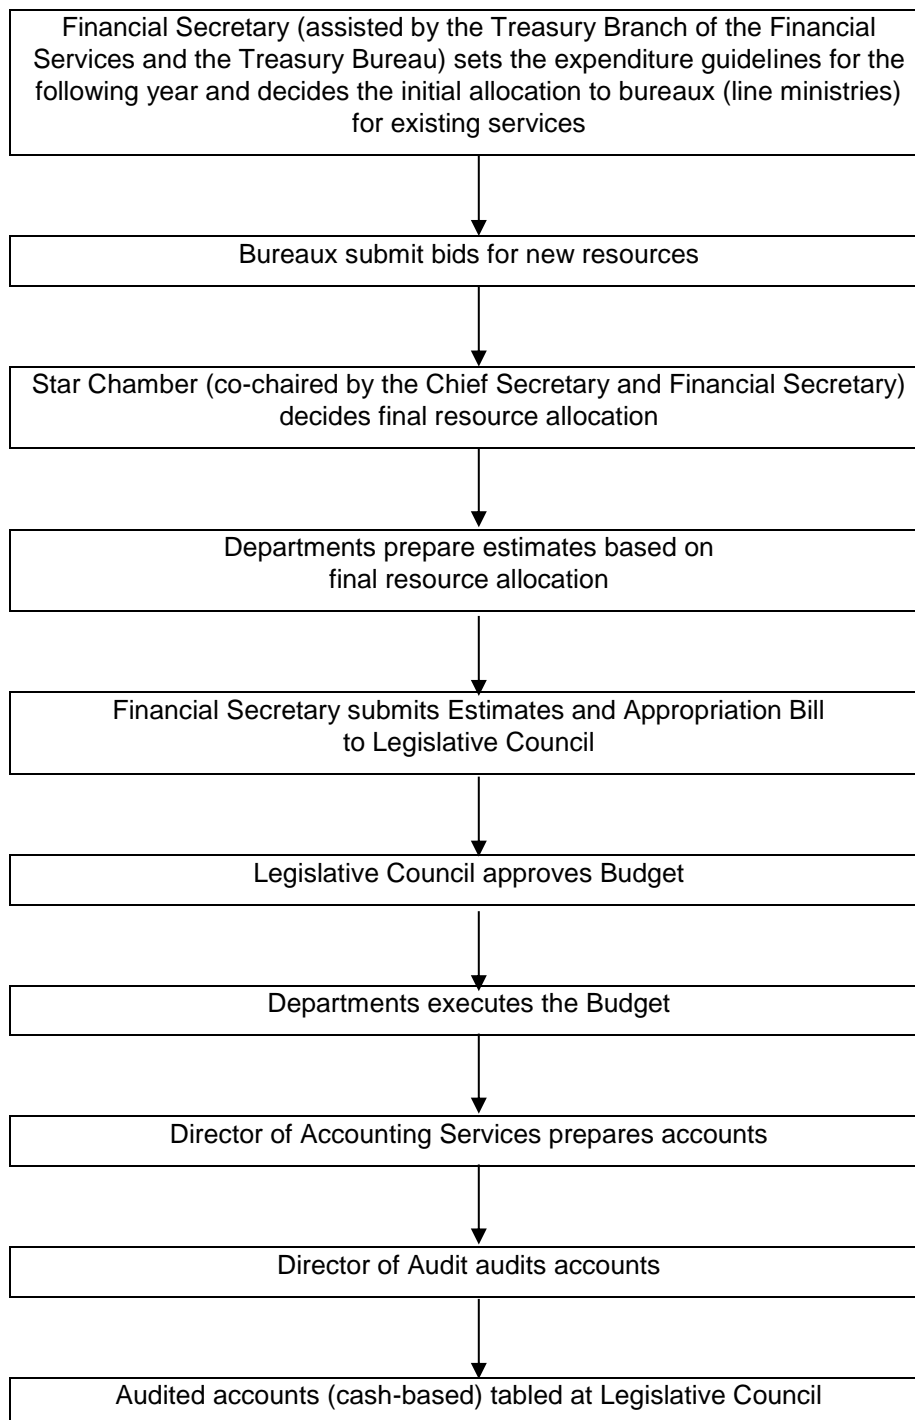 Financial Secretary (assisted by the Treasury Branch of the Financial
Services and the Treasury Bureau) sets the expenditure guidelines for the
following year and decides the initial allocation to bureaux (line ministries)
for existing services
Bureaux submit bids for new resources
Star Chamber (co-chaired by the Chief Secretary and Financial Secretary)
decides final resource allocation
Departments prepare estimates based on
final resource allocation
Financial Secretary submits Estimates and Appropriation Bill
to Legislative Council
Legislative Council approves Budget
Departments executes the Budget
Director of Accounting Services prepares accounts
Director of Audit audits accounts
Audited accounts (cash-based) tabled at Legislative Council